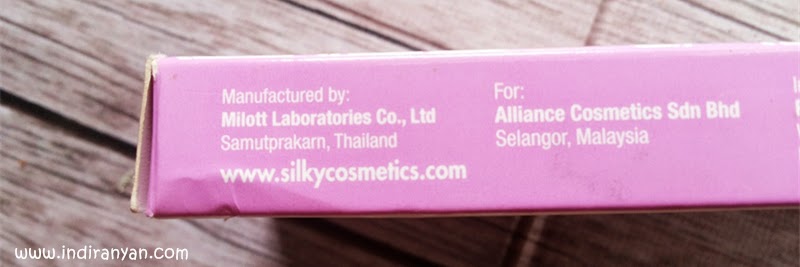 Manufactured by:
Milott Laboratories Co., Ltd
Samutprakarn, Thailand
www.silkycosmetics.com
For:
Alliance Cosmetics Sdn Bhd
Selangor, Malaysia
www.indiranyan.com